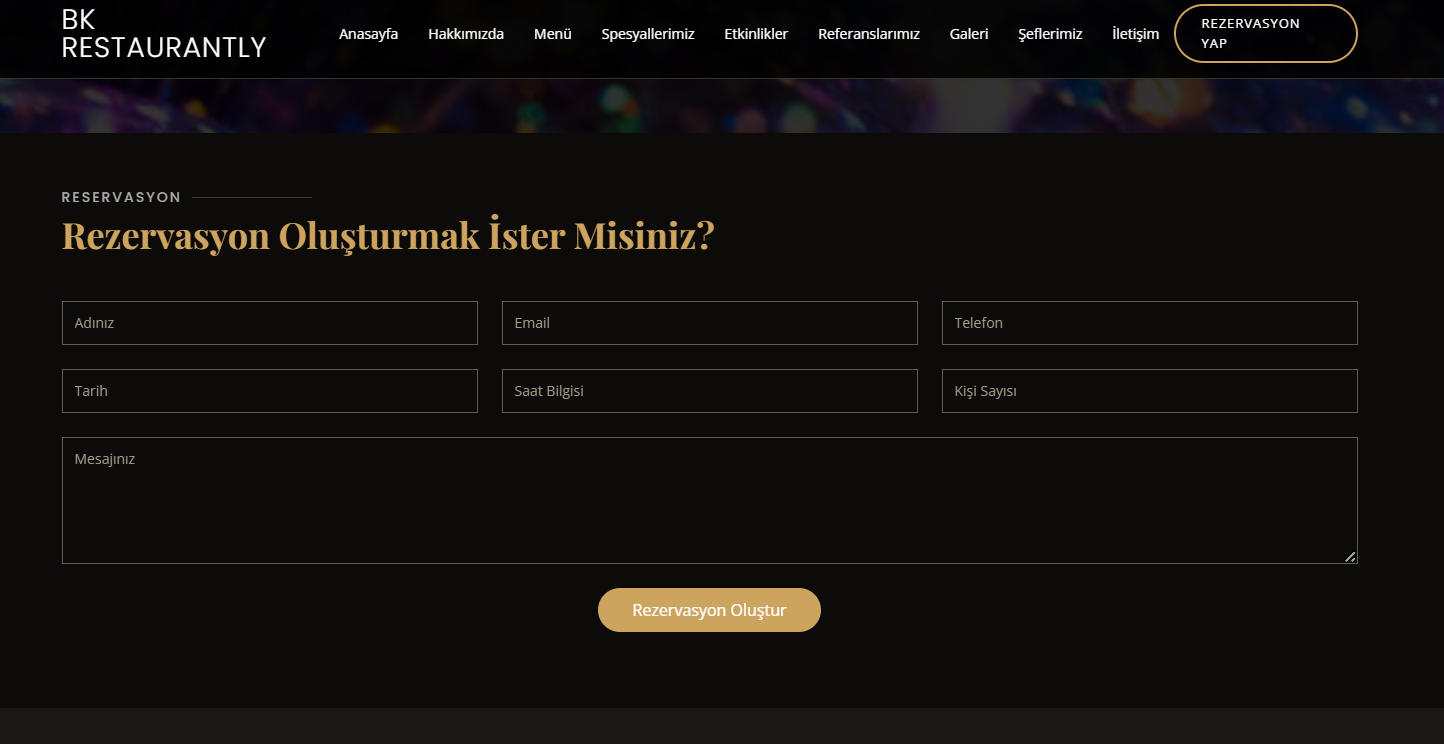 BK
RESTAURANTLY
Anasayfa Hakkımızda Menü Spesyallerimiz Etkinlikler Referanslarımız Galeri Şeflerimiz İletişim
REZERVASYON
YAP
RESERVASYON
Rezervasyon Oluşturmak İster Misiniz?
Adınız Email Telefon
Tarih Saat Bilgisi Kişi Sayısı
Mesajınız
Rezervasyon Oluştur